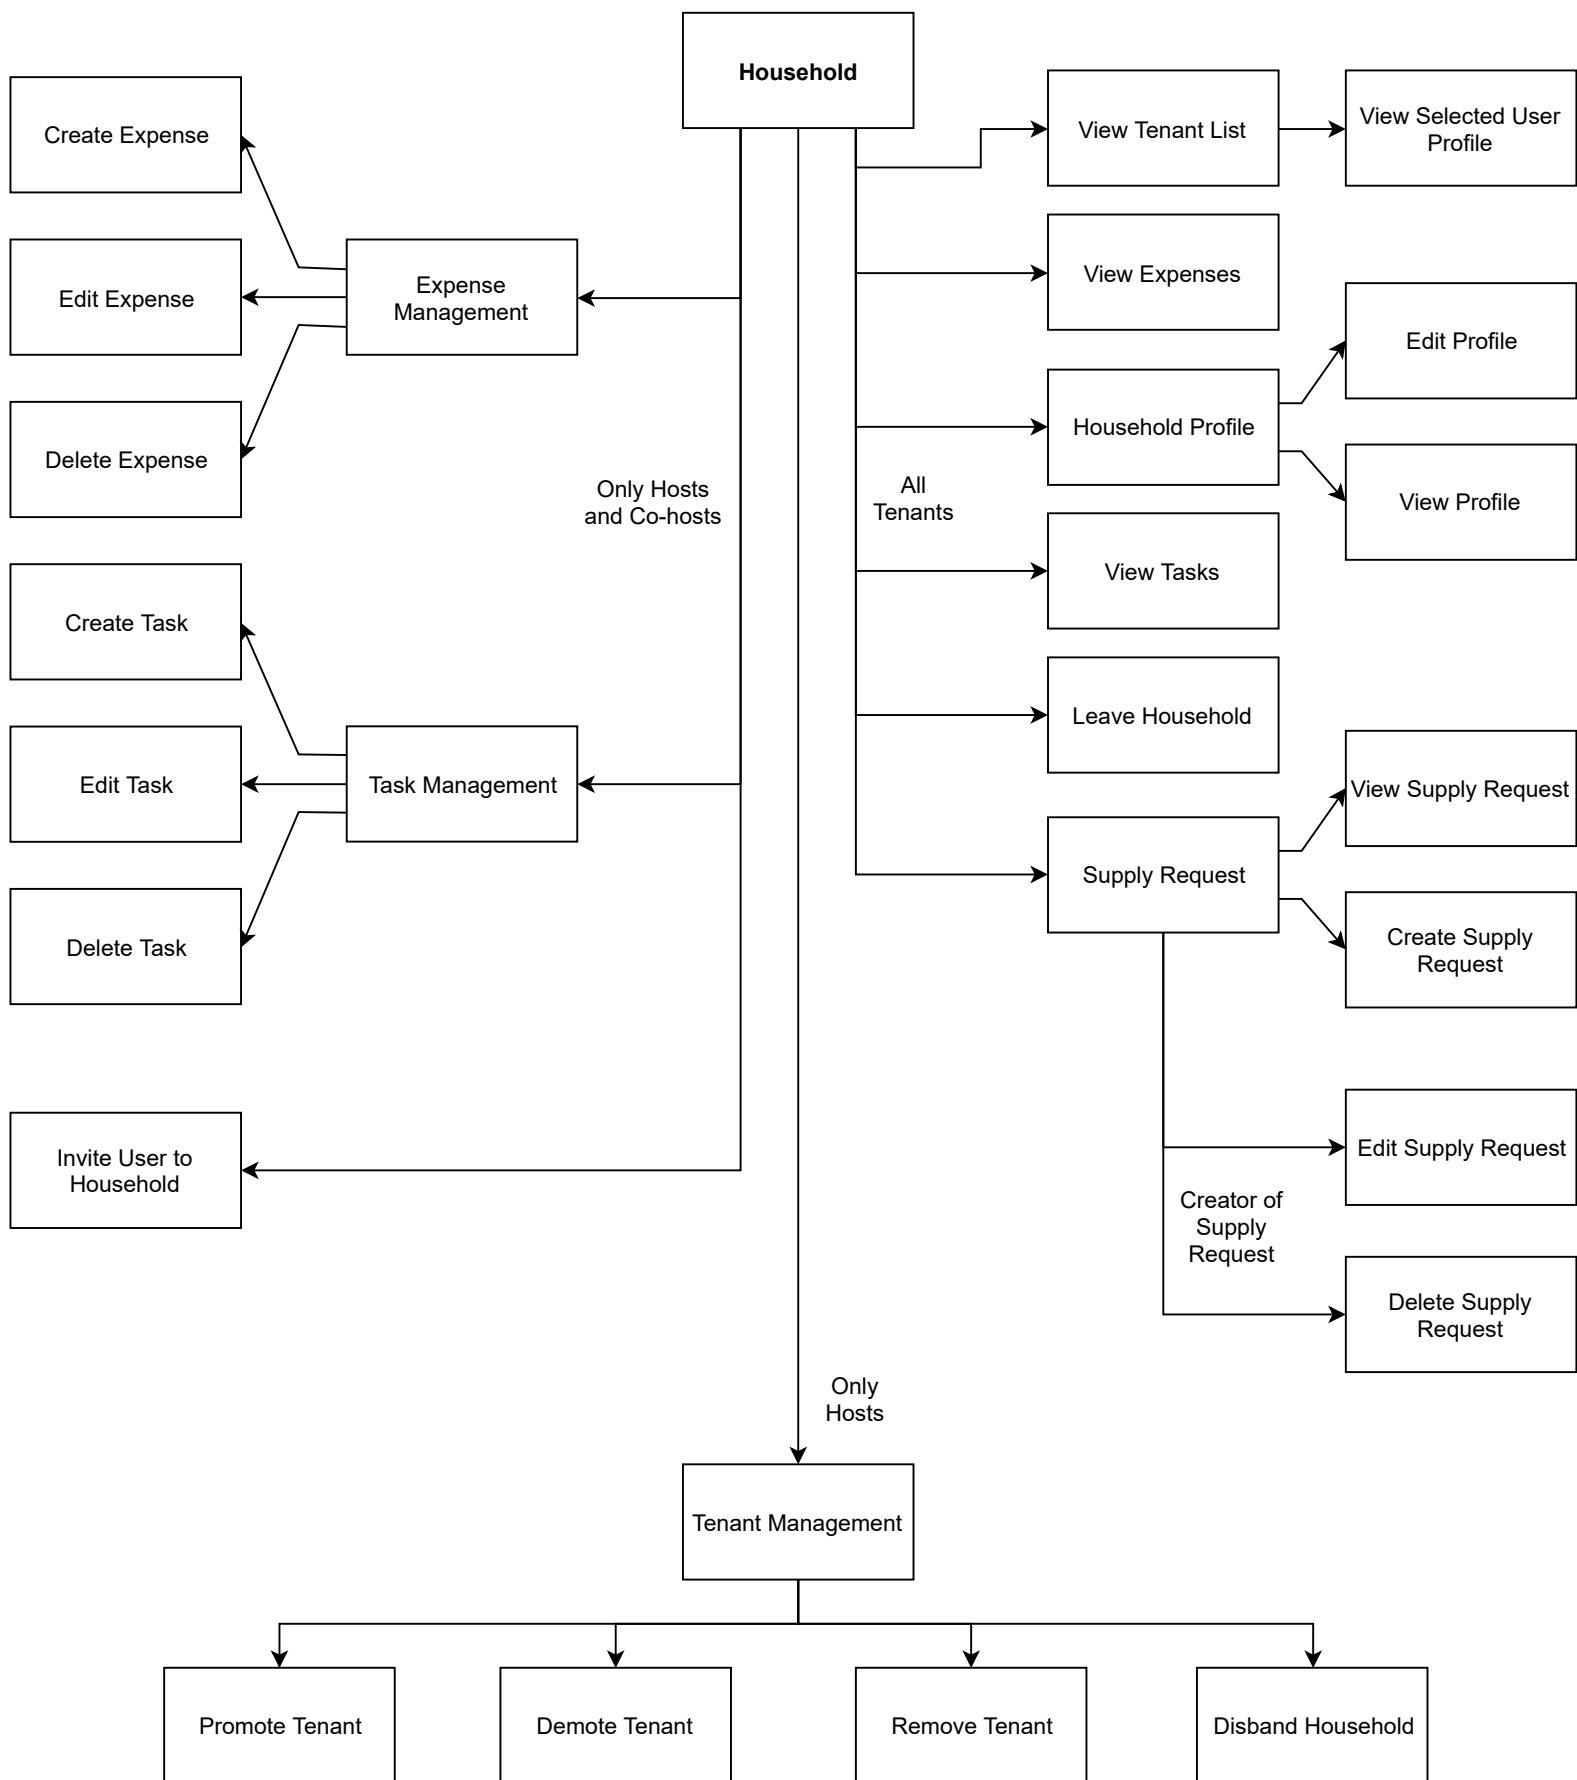 Household
Create Expense
View Tenant List
View Selected User
Profile
Edit Expense
Expense
Management
View Expenses
Edit Profile
Delete Expense
Household Profile
View Profile
Only Hosts
and Co-hosts
All
Tenants
View Tasks
Create Task
Leave Household
Edit Task
Task Management
View Supply Request
Supply Request
Delete Task
Create Supply
Request
Invite User to
Household
Edit Supply Request
Creator of
Supply
Request
Delete Supply
Request
Only
Hosts
Tenant Management
Promote Tenant
Demote Tenant
Remove Tenant
Disband Household